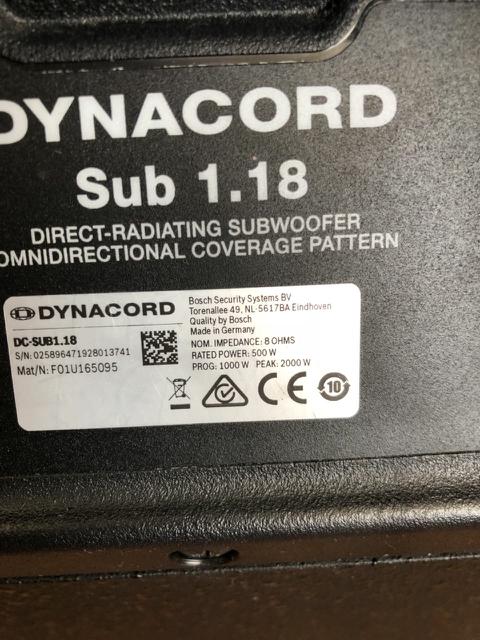 DYNACORD
Sub 1.18
DIRECT-RADIATING SUBWOOFER
OMNIDIRECTIONAL COVERAGE PATTERN
DYNACORD
DC-SUB1.18
S/N: 025896471928013741
Mat/N: F01U165095
Bosch Security Systems BV
Torenallee 49, NL-5617BA Eindhoven
Quality by Bosch
Made in Germany
NOM. IMPEDANCE: 8 OHMS
RATED POWER: 500 W
PROG: 1000 W PEAK: 2000 W
CE
10